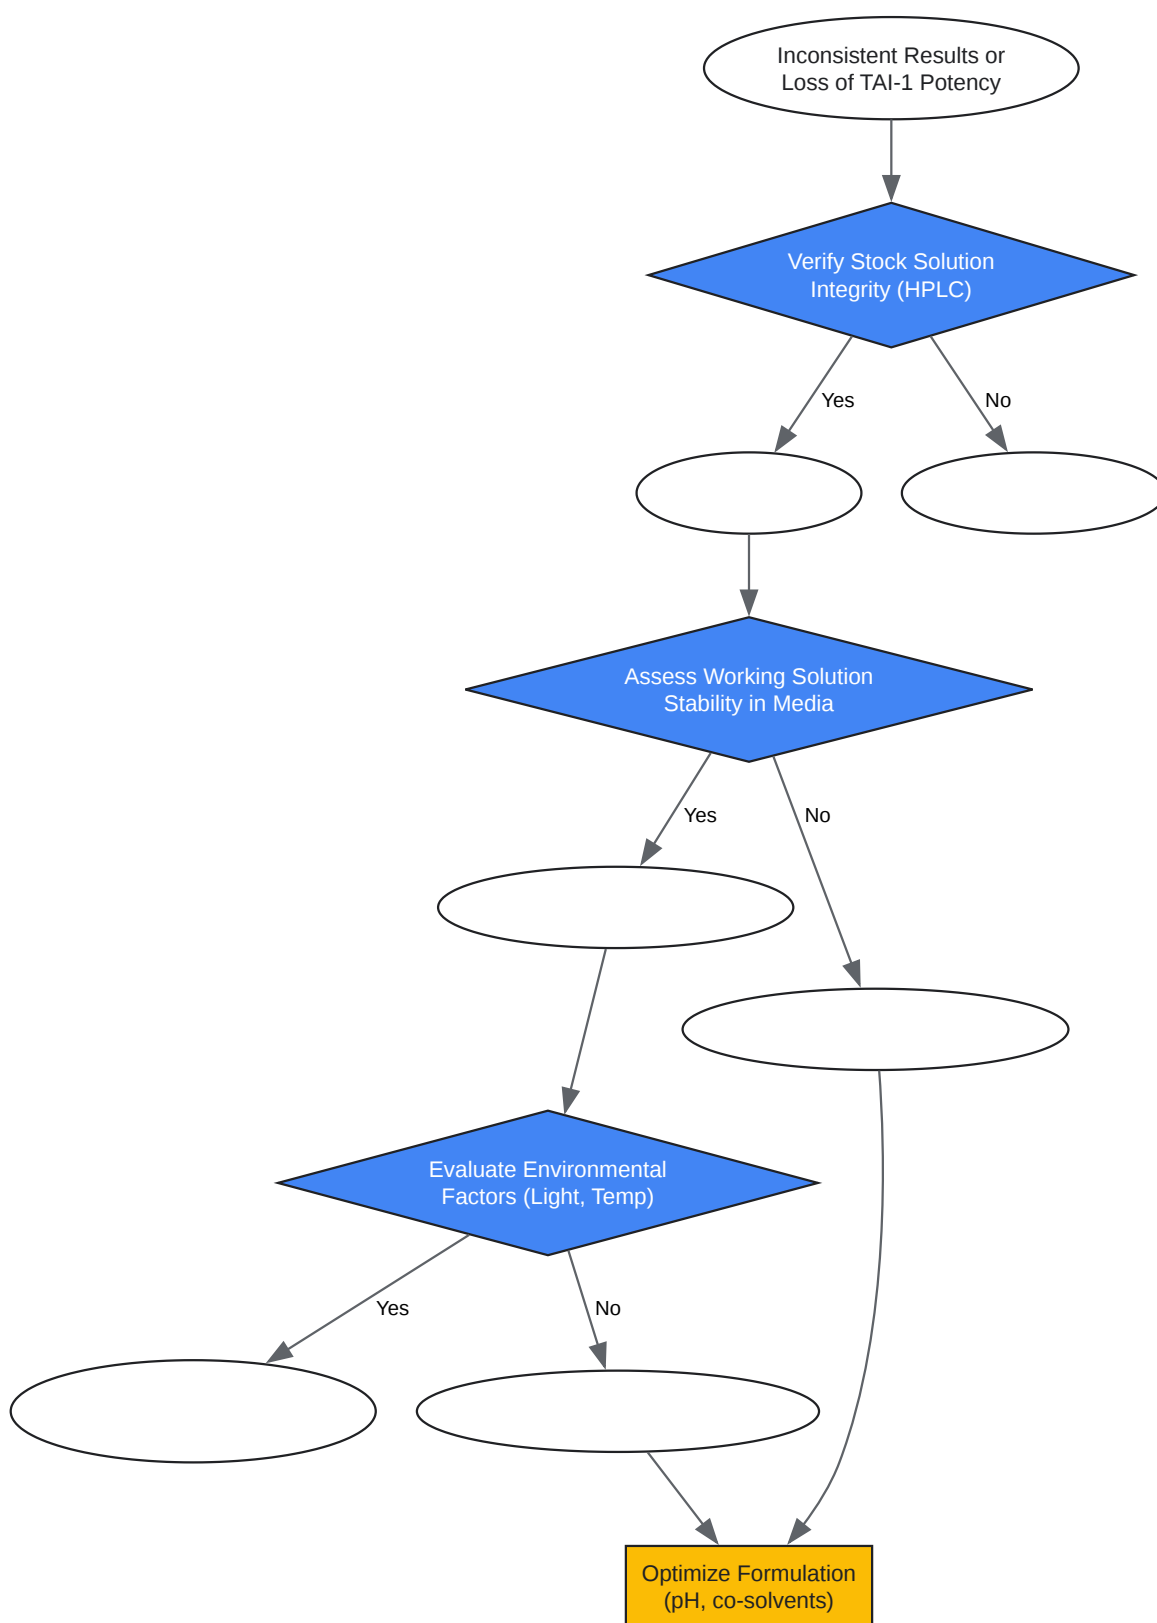 Inconsistent Results or
Loss of TAI-1 Potency
Verify Stock Solution
Integrity (HPLC)
Yes
No
Assess Working Solution
Stability in Media
Yes
No
Evaluate Environmental
Factors (Light, Temp)
Yes
No
Optimize Formulation
(pH, co-solvents)